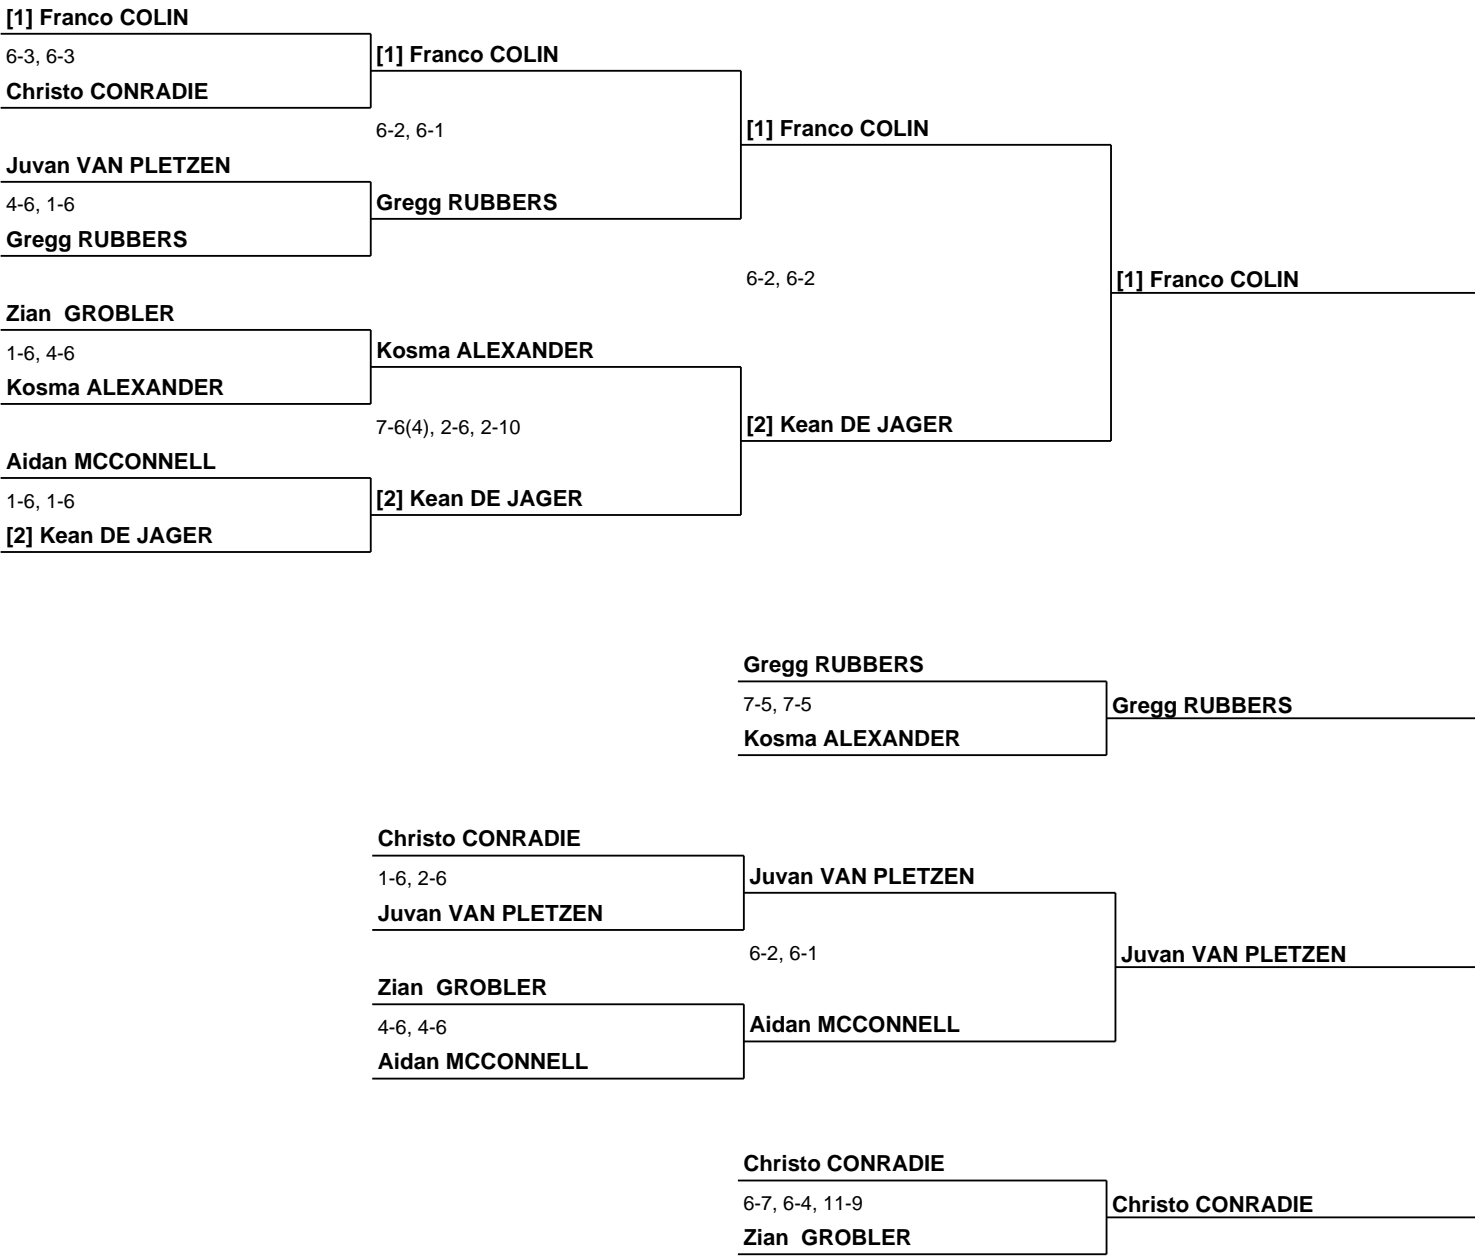 [1] Franco COLIN
6-3, 6-3
[1] Franco COLIN
Christo CONRADIE
6-2, 6-1
[1] Franco COLIN
Juvan VAN PLETZEN
4-6, 1-6
Gregg RUBBERS
Gregg RUBBERS
6-2, 6-2
[1] Franco COLIN
Zian  GROBLER
1-6, 4-6
Kosma ALEXANDER
Kosma ALEXANDER
7-6(4), 2-6, 2-10
[2] Kean DE JAGER
Aidan MCCONNELL
1-6, 1-6
[2] Kean DE JAGER
[2] Kean DE JAGER
Gregg RUBBERS
7-5, 7-5
Gregg RUBBERS
Kosma ALEXANDER
Christo CONRADIE
1-6, 2-6
Juvan VAN PLETZEN
Juvan VAN PLETZEN
6-2, 6-1
Juvan VAN PLETZEN
Zian  GROBLER
4-6, 4-6
Aidan MCCONNELL
Aidan MCCONNELL
Christo CONRADIE
6-7, 6-4, 11-9
Christo CONRADIE
Zian  GROBLER